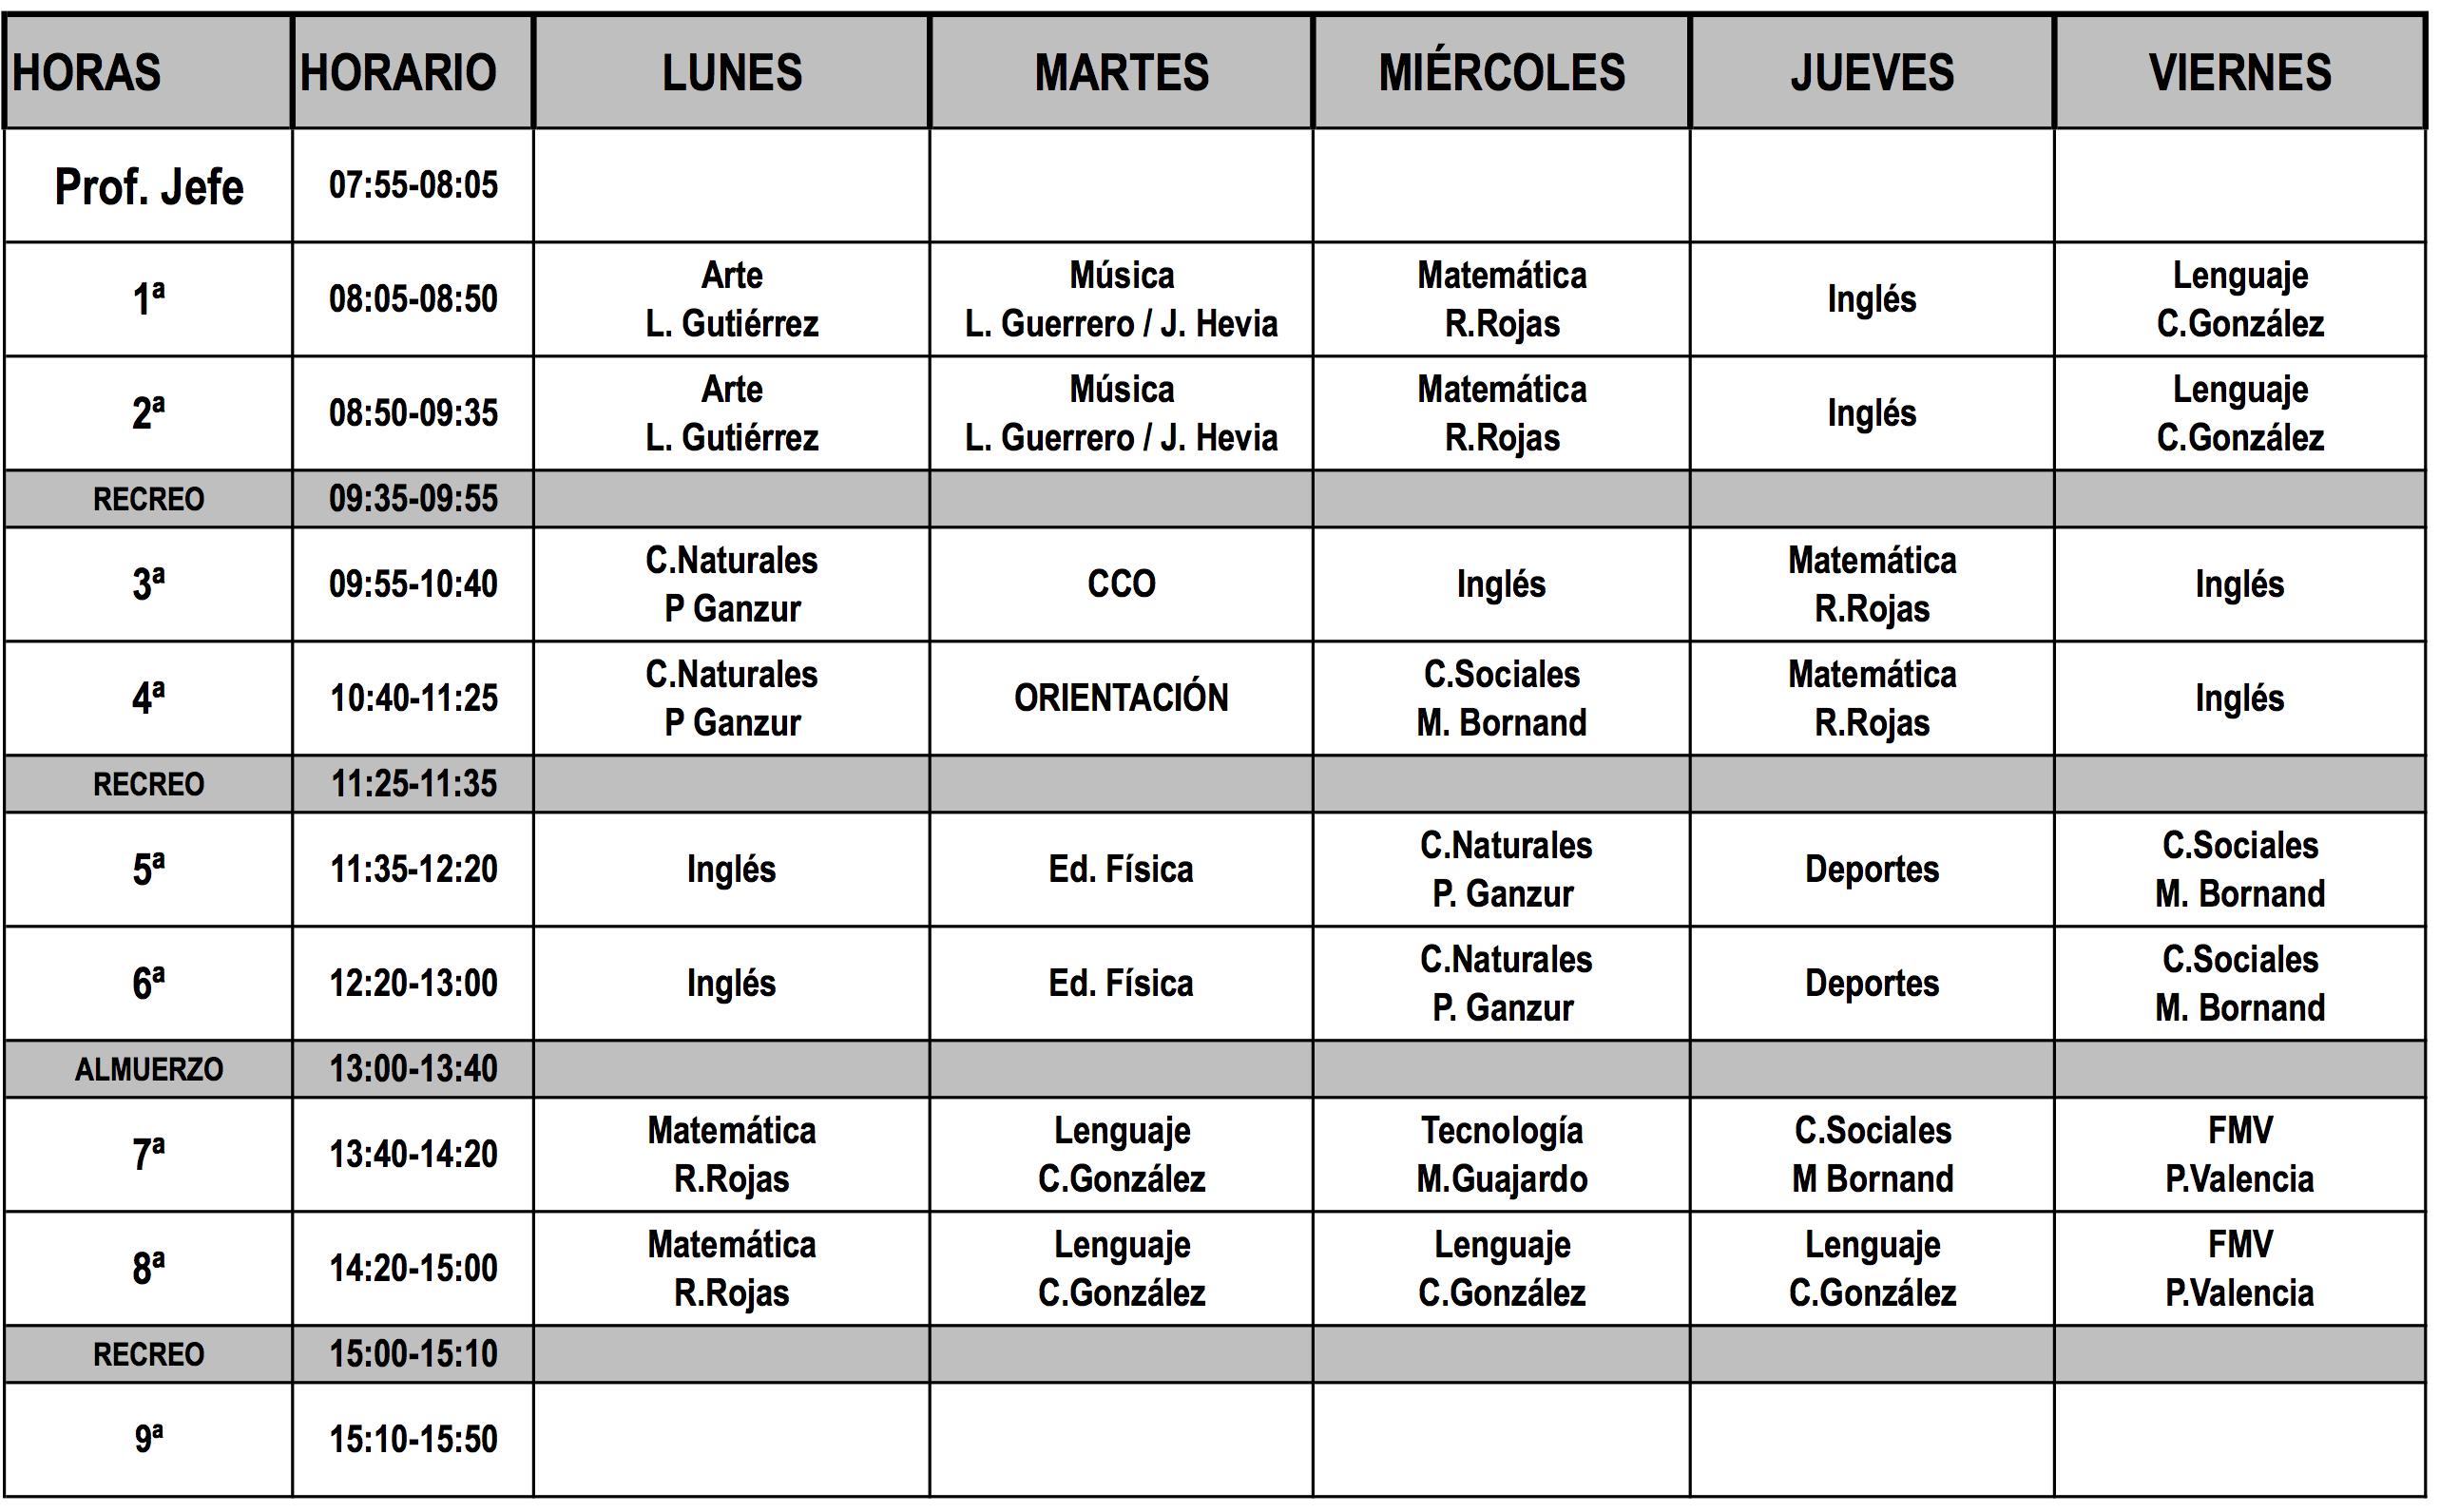 HORAS HORARIO LUNES MARTES MIÉRCOLES JUEVES VIERNES
Prof. Jefe 07:55-08:05
1ª 08:05-08:50 Arte Música Matemática Inglés Lenguaje
L. Gutiérrez L. Guerrero / J. Hevia R.Rojas C.González
2ª 08:50-09:35 Arte Música Matemática Inglés Lenguaje
L. Gutiérrez L. Guerrero / J. Hevia R.Rojas C.González
RECREO 09:35-09:55
3ª 09:55-10:40 C.Naturales CCO Inglés Matemática Inglés
P Ganzur R.Rojas
4ª 10:40-11:25 C.Naturales ORIENTACIÓN C.Sociales Matemática Inglés
P Ganzur M. Bornand R.Rojas
RECREO 11:25-11:35
5ª 11:35-12:20 Inglés Ed. Física C.Naturales Deportes C.Sociales
P. Ganzur M. Bornand
6ª 12:20-13:00 Inglés Ed. Física C.Naturales Deportes C.Sociales
P. Ganzur M. Bornand
ALMUERZO 13:00-13:40
7ª 13:40-14:20 Matemática Lenguaje Tecnología C.Sociales FMV
R.Rojas C.González M.Guajardo M Bornand P.Valencia
8ª 14:20-15:00 Matemática Lenguaje Lenguaje Lenguaje FMV
R.Rojas C.González C.González C.González P.Valencia
RECREO 15:00-15:10
9ª 15:10-15:50